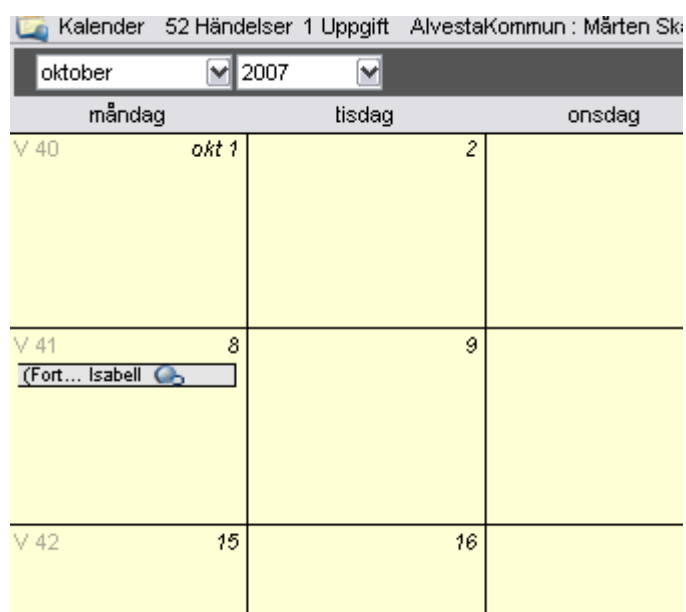 Kalender 52 Händelser 1 Uppgift AlvestaKommun : Mårten
oktober 2007
måndag tisdag onsdag
V 40 okt 1 2
V 41 8 9
(Fort... Isabell
V 42 15 16